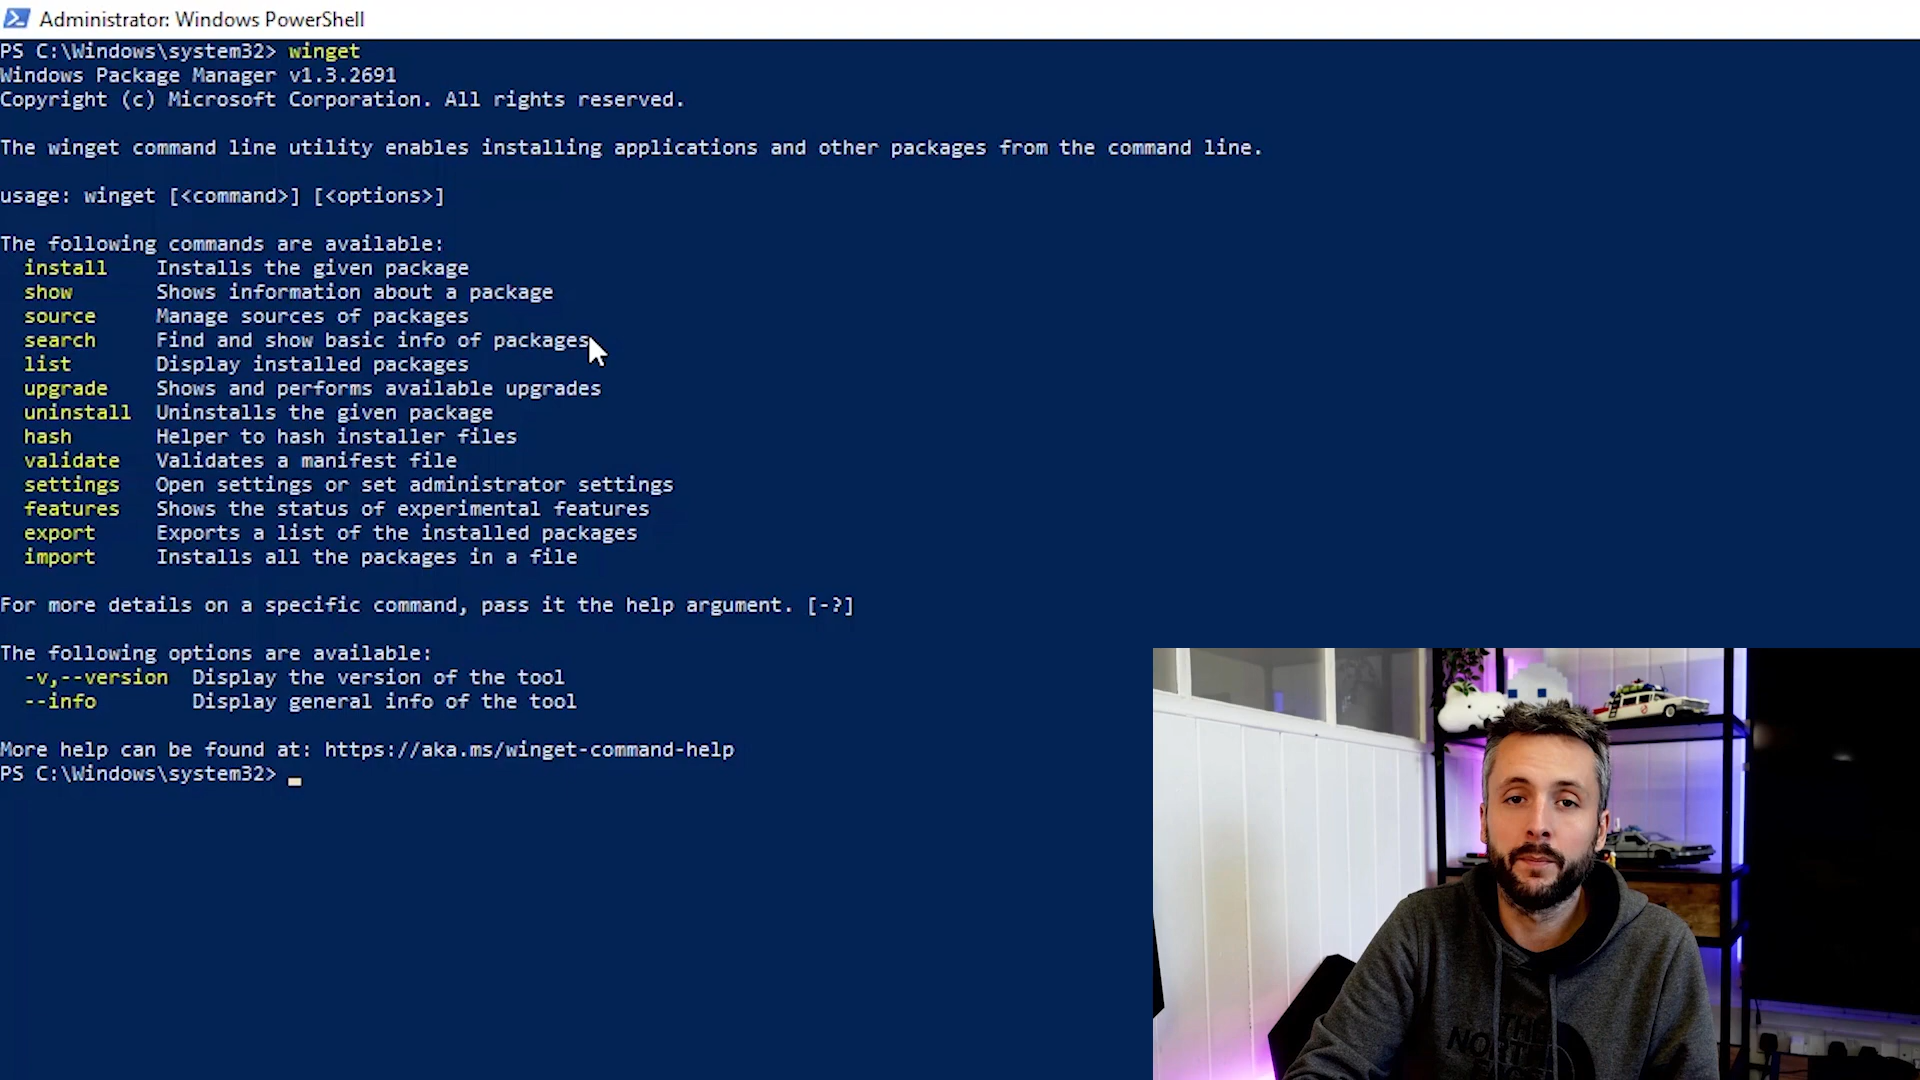 Administrator: Windows PowerShell
PS C:\Windows\system32> winget
Windows Package Manager v1.3.2691
Copyright (c) Microsoft Corporation. All rights reserved.
The winget command line utility enables installing applications and other packages from the command line.
usage: winget [<command>] [<options>]
The following commands are available:
install Installs the given package
show Shows information about a package
source Manage sources of packages
search Find and show basic info of packages
list Display installed packages
upgrade Shows and performs available upgrades
uninstall Uninstalls the given package
hash Helper to hash installer files
validate Validates a manifest file
settings Open settings or set administrator settings
features Shows the status of experimental features
export Exports a list of the installed packages
import Installs all the packages in a file
For more details on a specific command, pass it the help argument. [-?]
The following options are available:
-v,--version Display the version of the tool
--info Display general info of the tool
More help can be found at: https://aka.ms/winget-command-help
PS C:\Windows\system32>
THE